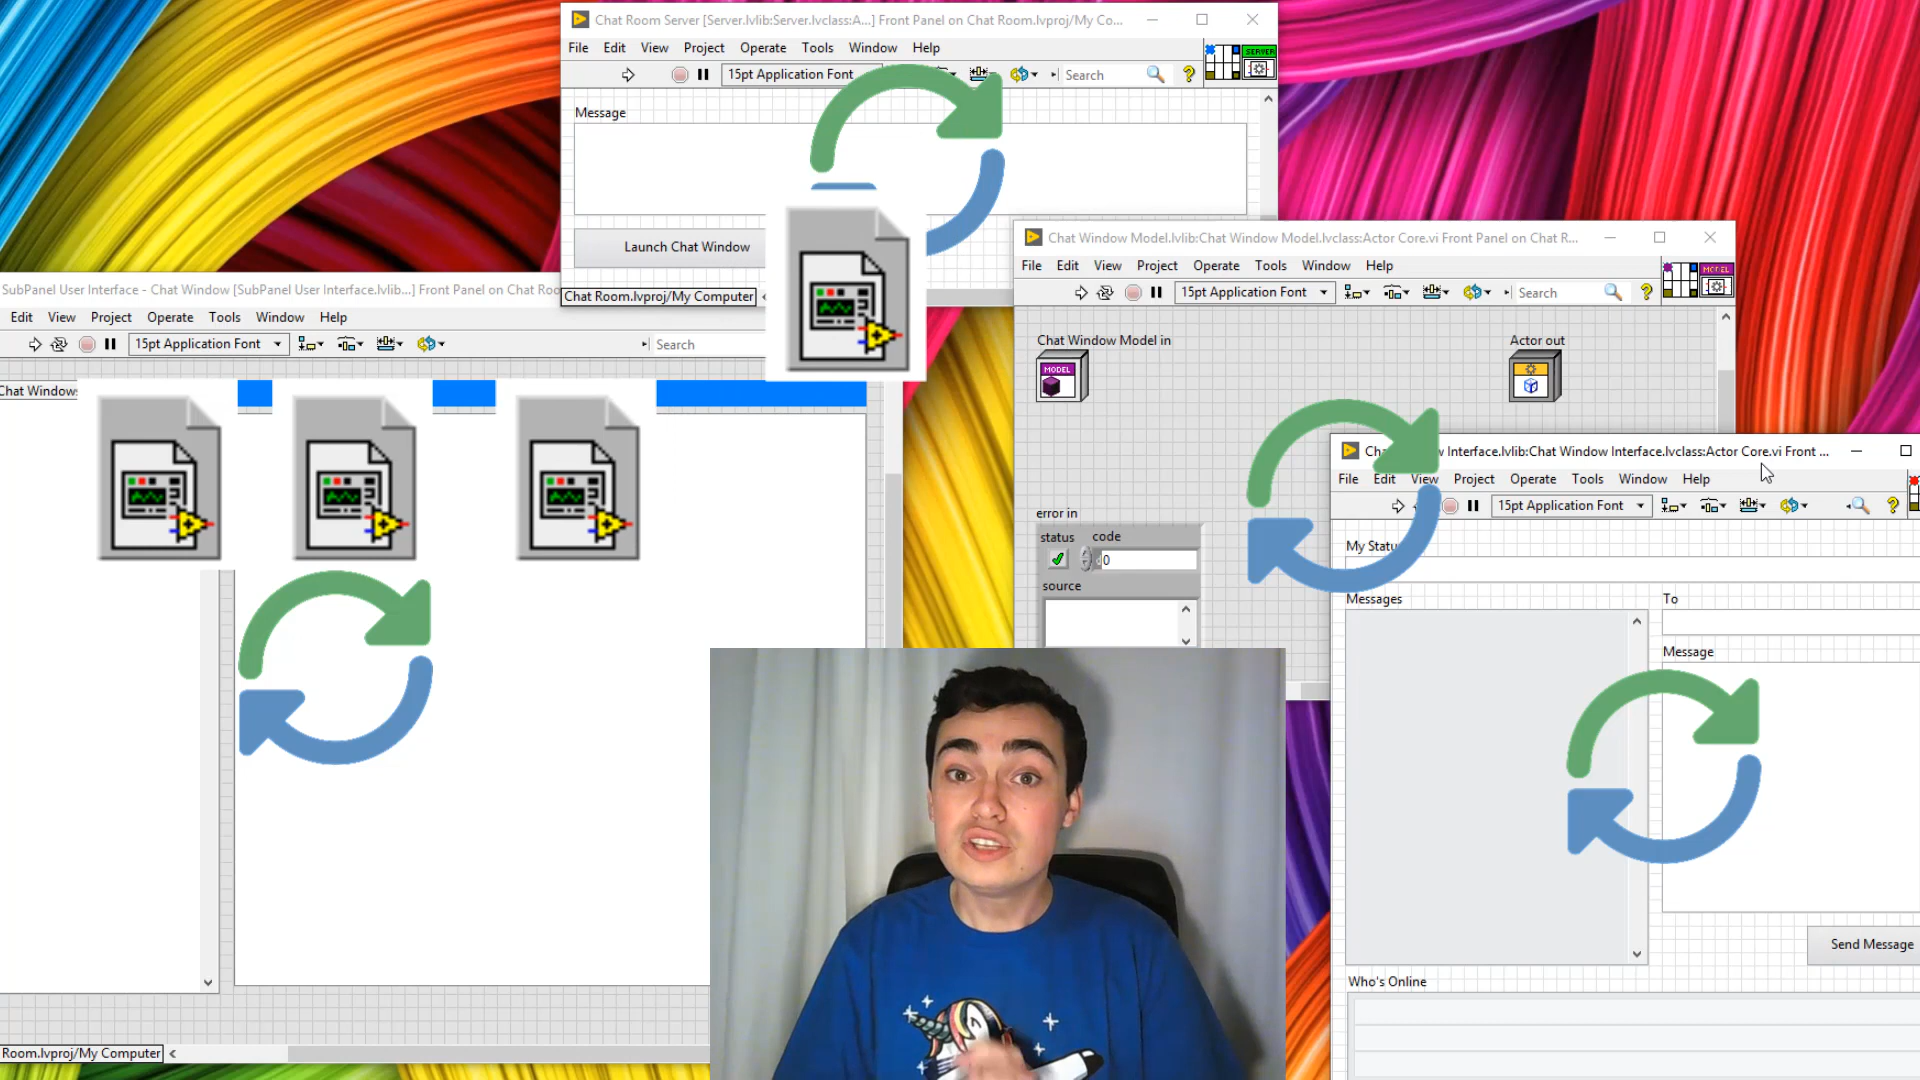 Chat Room Server [Server.lvlib:Server.lvclass:A...] Front Panel on Chat Room.lvproj/My Co...
File Edit View Project Operate Tools Window Help
15pt Application Font
Search
SERVER
Message
Launch Chat Window
Chat Room.lvproj/My Computer
Chat Window Model.lvlib:Chat Window Model.lvclass:Actor Core.vi Front Panel on Chat R...
File Edit View Project Operate Tools Window Help
15pt Application Font
Search
MODEL
Chat Window Model in
MODEL
Actor out
error in
status code
0
source
SubPanel User Interface - Chat Window [SubPanel User Interface.lvlib...] Front Panel on Chat Roo
Edit View Project Operate Tools Window Help
15pt Application Font
Search
Chat Windows
Room.lvproj/My Computer
Interface.lvlib:Chat Window Interface.lvclass:Actor Core.vi Front ...
File Edit View Project Operate Tools Window Help
15pt Application Font
My Status
Messages
To
Message
Send Message
Who's Online